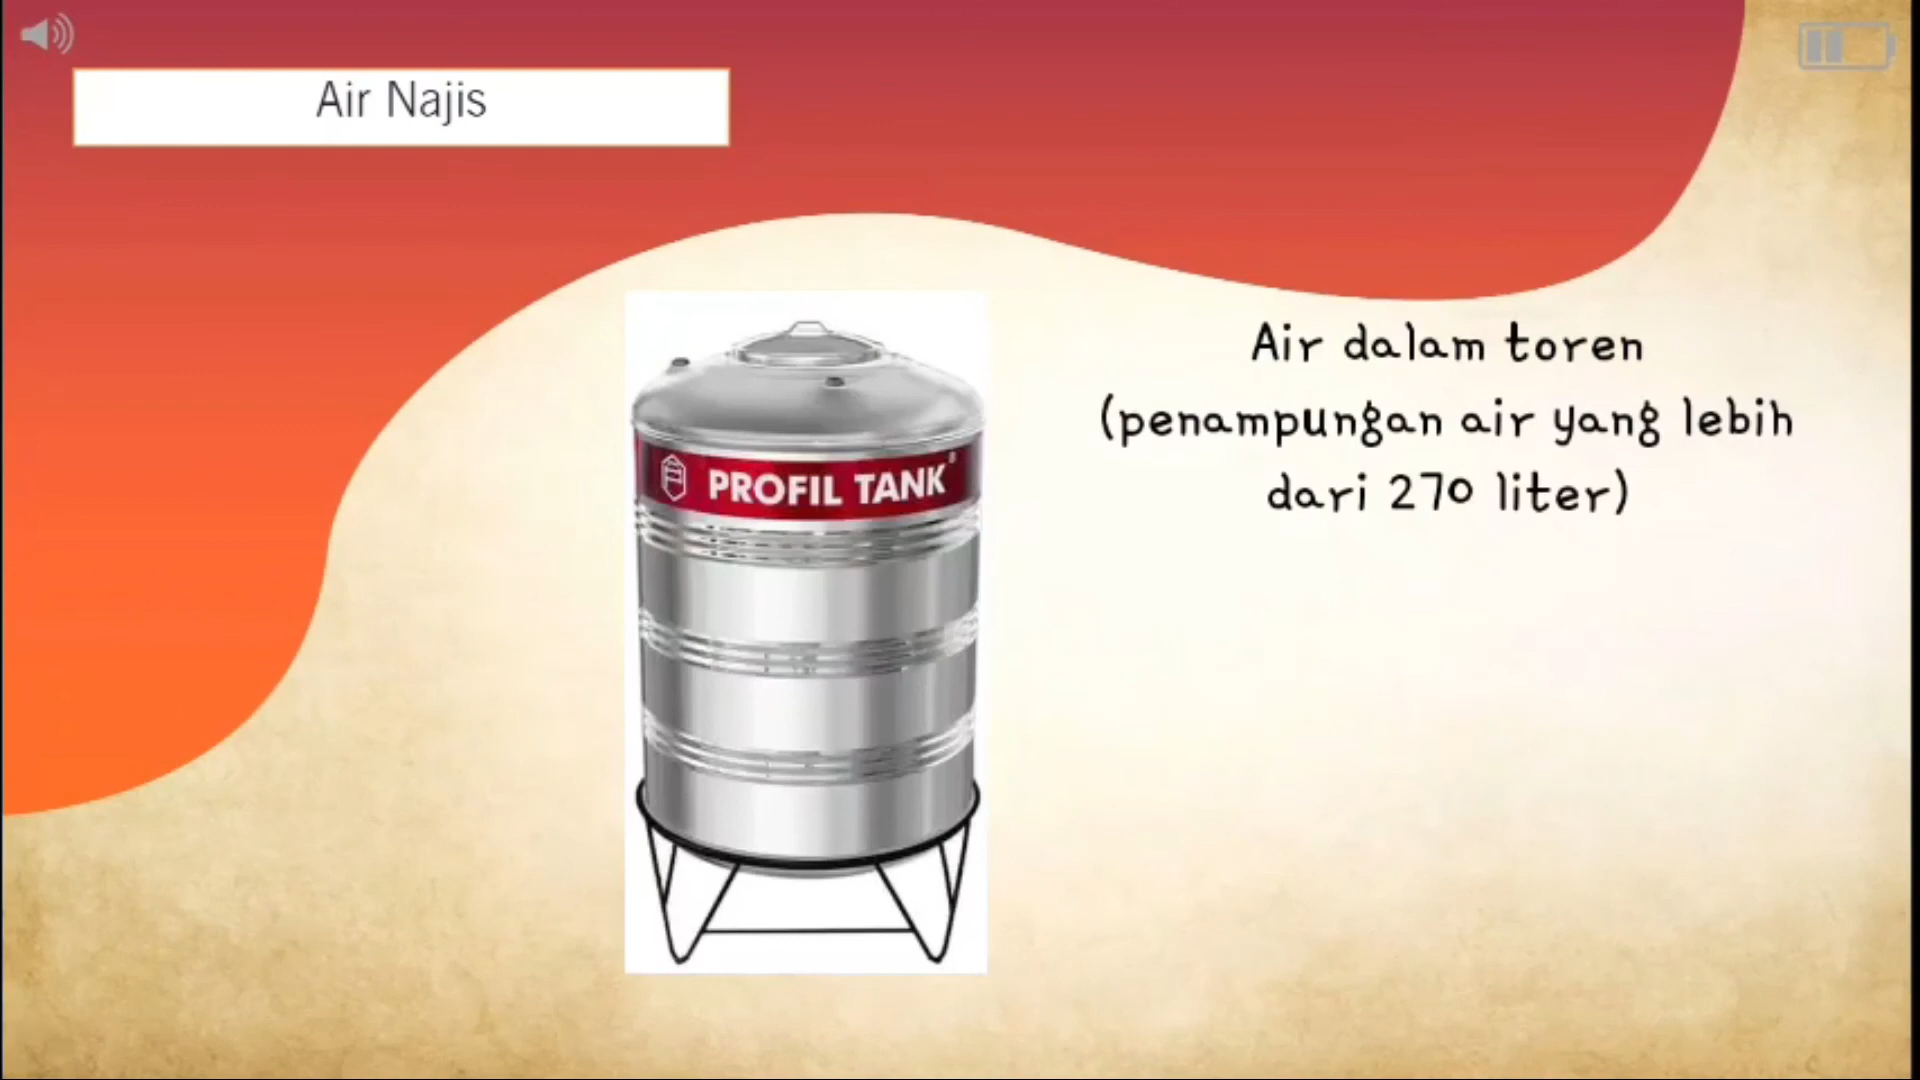 Air Najis
Air dalam toren
(penampungan air yang lebih
dari 270 liter)
PROFIL TANK®